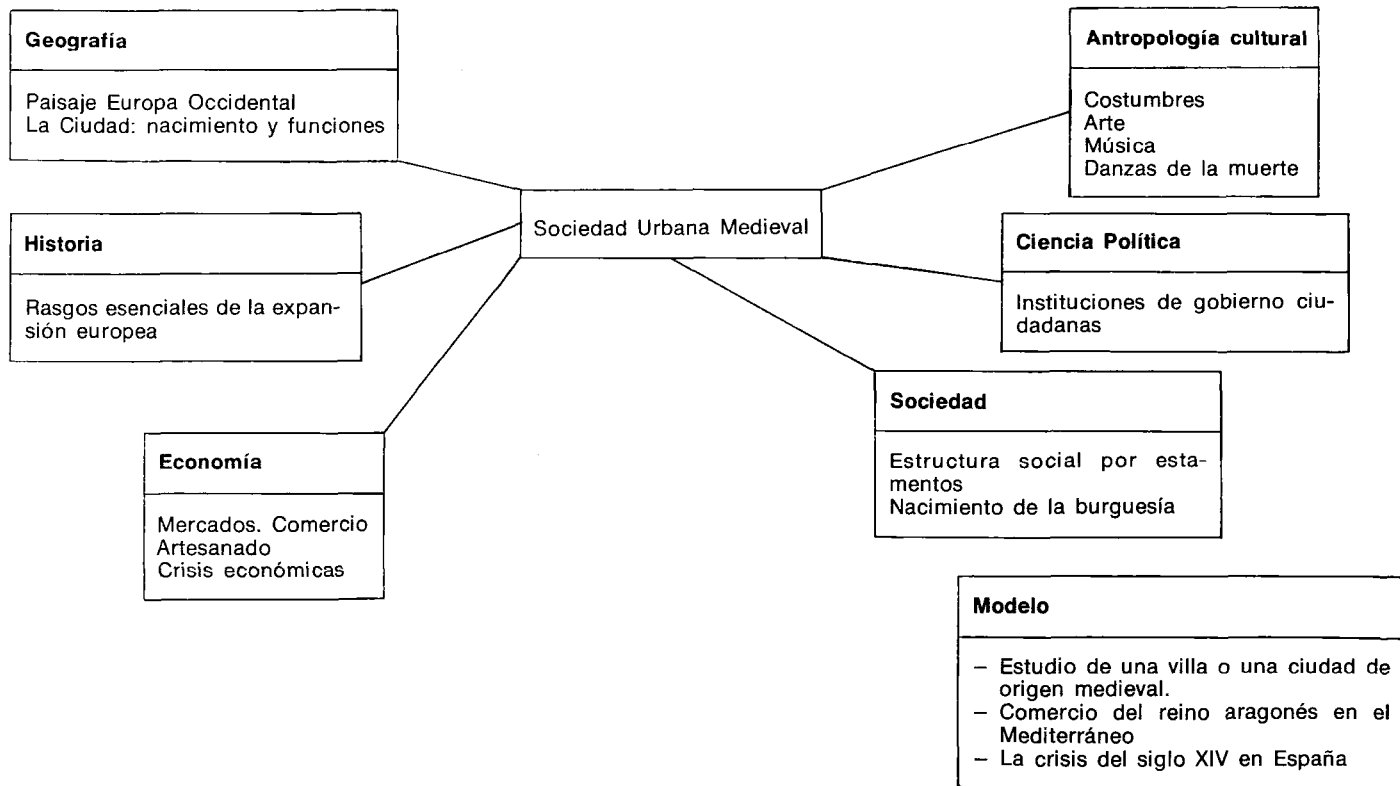 Geografía
Paisaje Europa Occidental
La Ciudad: nacimiento y funciones
Antropología cultural
Costumbres
Arte
Música
Danzas de la muerte
Sociedad Urbana Medieval
Historia
Rasgos esenciales de la expan-
sión europea
Ciencia Política
Instituciones de gobierno ciu-
dadanas
Economía
Mercados. Comercio
Artesanado
Crisis económicas
Sociedad
Estructura social por esta-
mentos
Nacimiento de la burguesía
Modelo
– Estudio de una villa o una ciudad de
origen medieval.
– Comercio del reino aragonés en el
Mediterráneo
– La crisis del siglo XIV en España